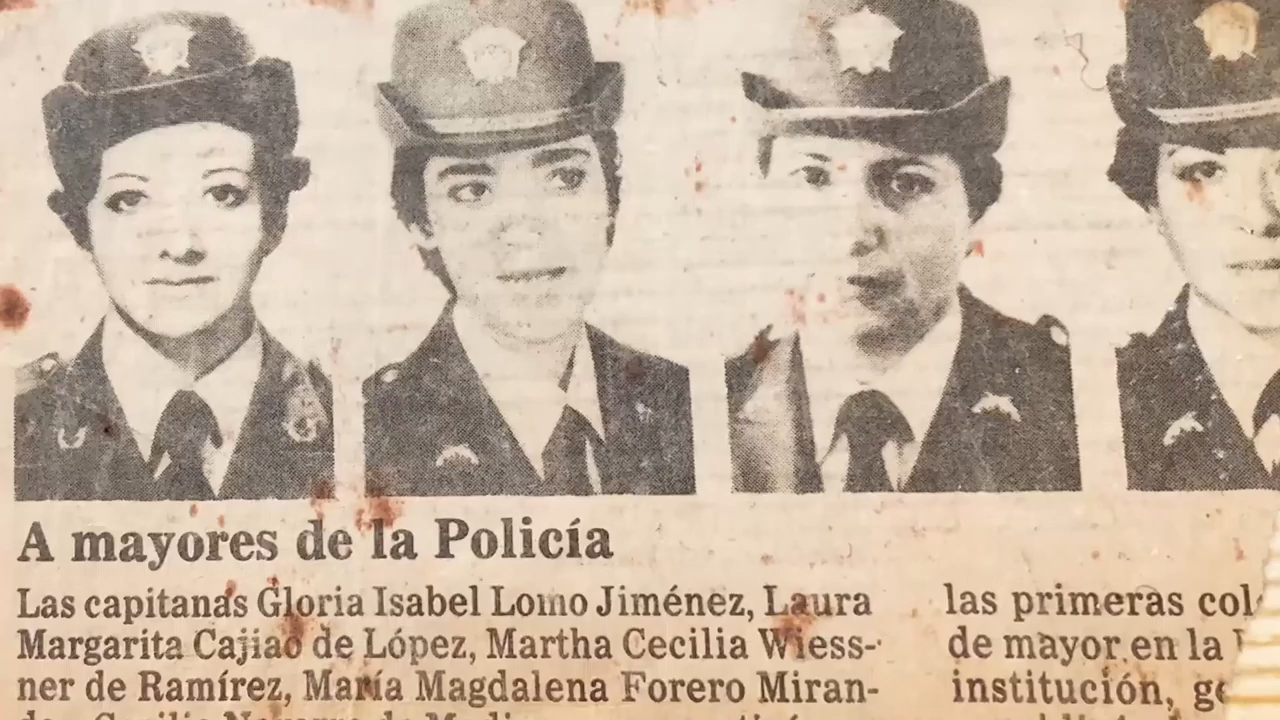 A mayores de la Policía
Las capitanas Gloria Isabel Lomo Jiménez, Laura
Margarita Cajiao de López, Martha Cecilia Wiess-
ner de Ramírez, María Magdalena Forero Miran-
las primeras
de mayor en la
institución,